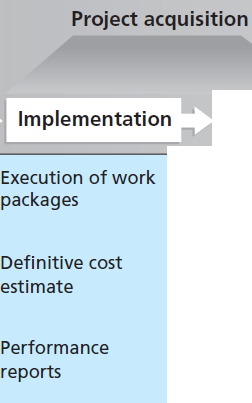 Project acquisition
Implementation
Execution of work
packages
Definitive cost
estimate
Performance
reports